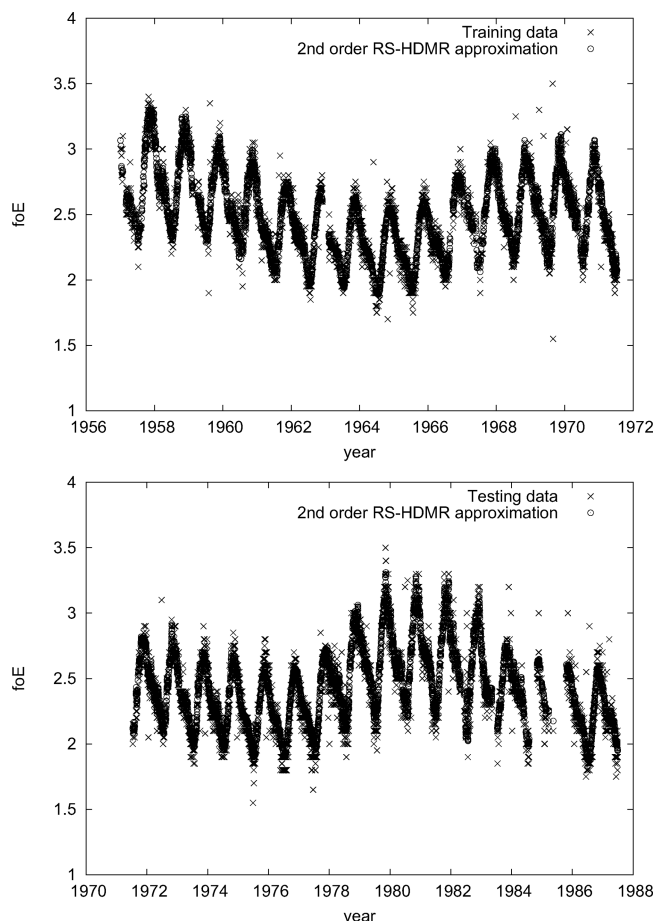 4
3.5
3
2.5
2
1.5
1
foE
Training data ×
2nd order RS-HDMR approximation ○
1956 1958 1960 1962 1964 1966 1968 1970 1972
year
4
3.5
3
2.5
2
1.5
1
foE
Testing data ×
2nd order RS-HDMR approximation ○
1970 1972 1974 1976 1978 1980 1982 1984 1986 1988
year